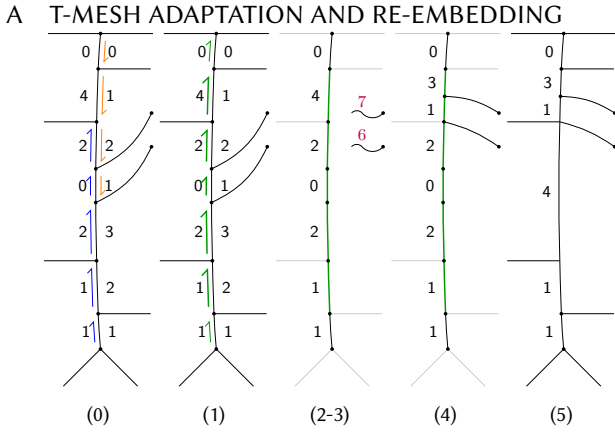 A T-MESH ADAPTATION AND RE-EMBEDDING
0 0 0 0 0 0 0
4 1 4 1 4 7 3 1 3 1
2 2 2 2 2 6 2
0 1 0 1 0 0 4
2 3 2 3 2 2
1 2 1 2 1 1 1
1 1 1 1 1 1 1
(0) (1) (2-3) (4) (5)